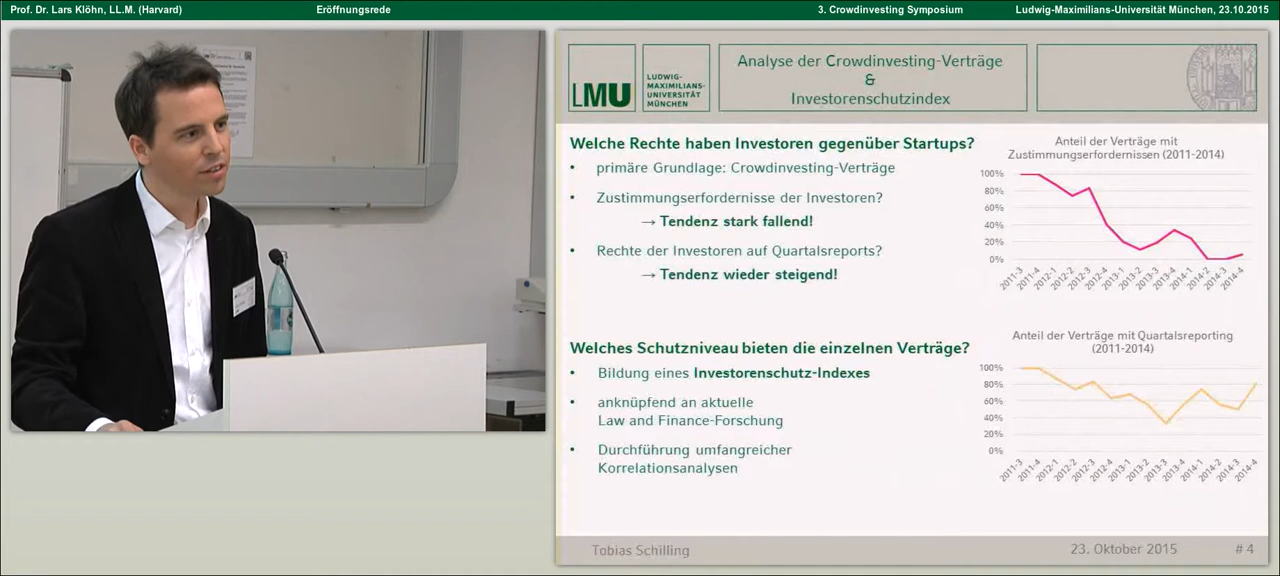 Prof. Dr. Lars Klöhn, LL.M. (Harvard)
Eröffnungsrede
3. Crowdinvesting Symposium
Ludwig-Maximilians-Universität München, 23.10.2015
LMU
LUDWIG-
MAXIMILIANS-
UNIVERSITÄT
MÜNCHEN
Analyse der Crowdinvesting-Verträge
&
Investorenschutzindex
Welche Rechte haben Investoren gegenüber Startups?
• primäre Grundlage: Crowdinvesting-Verträge
• Zustimmungserfordernisse der Investoren?
→ Tendenz stark fallend!
• Rechte der Investoren auf Quartalsreports?
→ Tendenz wieder steigend!
Anteil der Verträge mit
Zustimmungserfordernissen (2011-2014)
100%
80%
60%
40%
20%
0%
2011-3 2011-4 2012-1 2012-2 2012-3 2012-4 2013-1 2013-2 2013-3 2013-4 2014-1 2014-2 2014-3 2014-4
Welches Schutzniveau bieten die einzelnen Verträge?
• Bildung eines Investorenschutz-Indexes
• anknüpfend an aktuelle
Law and Finance-Forschung
• Durchführung umfangreicher
Korrelationsanalysen
Anteil der Verträge mit Quartalsreporting
(2011-2014)
100%
80%
60%
40%
20%
0%
2011-3 2011-4 2012-1 2012-2 2012-3 2012-4 2013-1 2013-2 2013-3 2013-4 2014-1 2014-2 2014-3 2014-4
Tobias Schilling
23. Oktober 2015
# 4